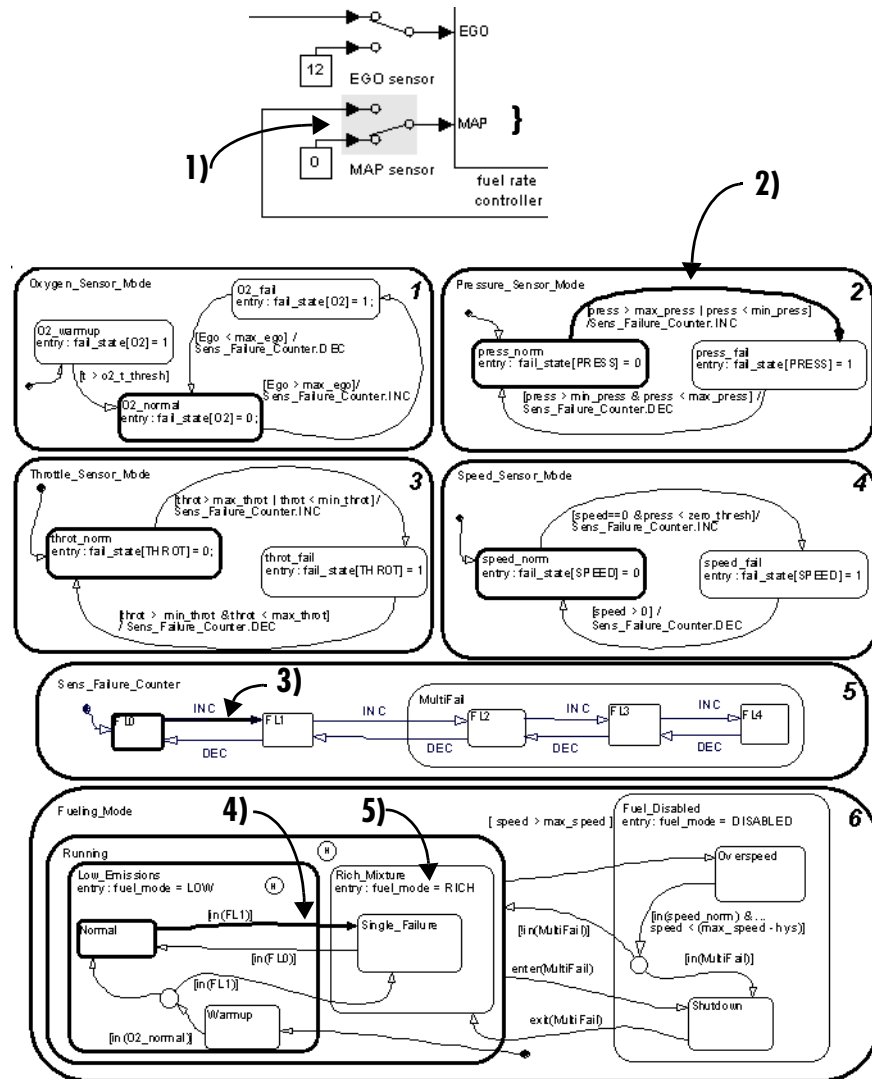 EGO
12
EGO sensor
MAP
}
1)
0
MAP sensor
fuel rate
controller
2)
Oxygen_Sensor_Mode
1
O2_fail
entry: fail_state[O2] = 1;
O2_warmup
entry: fail_state[O2] = 1
[Ego < max_ego] /
Sens_Failure_Counter.DEC
[t > o2_t_thresh]
[Ego > max_ego]/
Sens_Failure_Counter.INC
O2_normal
entry: fail_state[O2] = 0;
Pressure_Sensor_Mode
2
[press > max_press | press < min_press]
/Sens_Failure_Counter.INC
press_norm
entry: fail_state[PRESS] = 0
press_fail
entry: fail_state[PRESS] = 1
[press > min_press & press < max_press] /
Sens_Failure_Counter.DEC
Throttle_Sensor_Mode
3
[throt > max_throt | throt < min_throt] /
Sens_Failure_Counter.INC
throt_norm
entry: fail_state[THROT] = 0;
throt_fail
entry: fail_state[THROT] = 1
[throt > min_throt &throt < max_throt]
/ Sens_Failure_Counter.DEC
Speed_Sensor_Mode
4
[speed==0 & press < zero_thresh]/
Sens_Failure_Counter.INC
speed_norm
entry: fail_state[SPEED] = 0
speed_fail
entry: fail_state[SPEED] = 1
[speed > 0] /
Sens_Failure_Counter.DEC
Sens_Failure_Counter
3)
5
MultiFail
FL0
INC
DEC
FL1
INC
DEC
FL2
INC
DEC
FL3
INC
DEC
FL4
Fueling_Mode
4)
5)
6
[ speed > max_speed ]
Fuel_Disabled
entry: fuel_mode = DISABLED
Running
H
Low_Emissions
entry: fuel_mode = LOW
H
Rich_Mixture
entry: fuel_mode = RICH
Overspeed
Normal
[in(FL1)]
Single_Failure
[in(speed_norm) & ...
speed < (max_speed - hys)]
[!in(MultiFail)]
[in(FL0)]
[in(MultiFail)]
[in(FL1)]
enter(MultiFail)
Warmup
Shutdown
exit(MultiFail)
[in(O2_normal)]